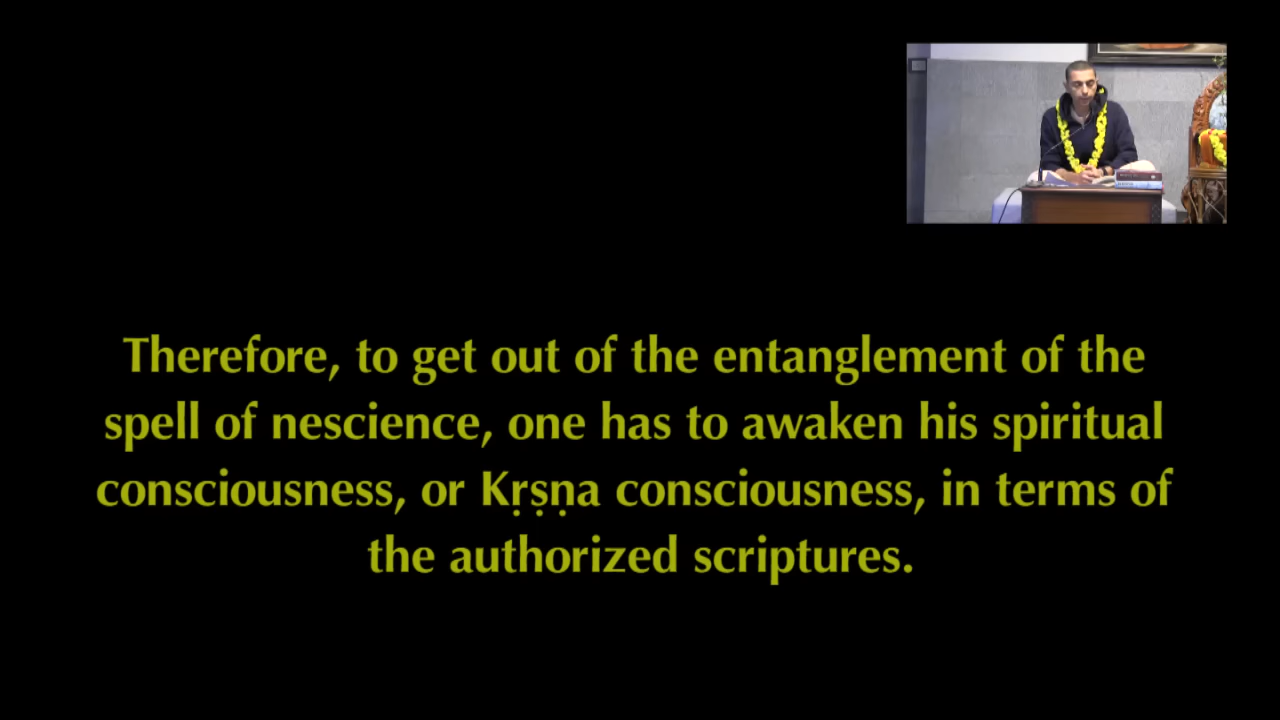 Therefore, to get out of the entanglement of the
spell of nescience, one has to awaken his spiritual
consciousness, or Kṛṣṇa consciousness, in terms of
the authorized scriptures.